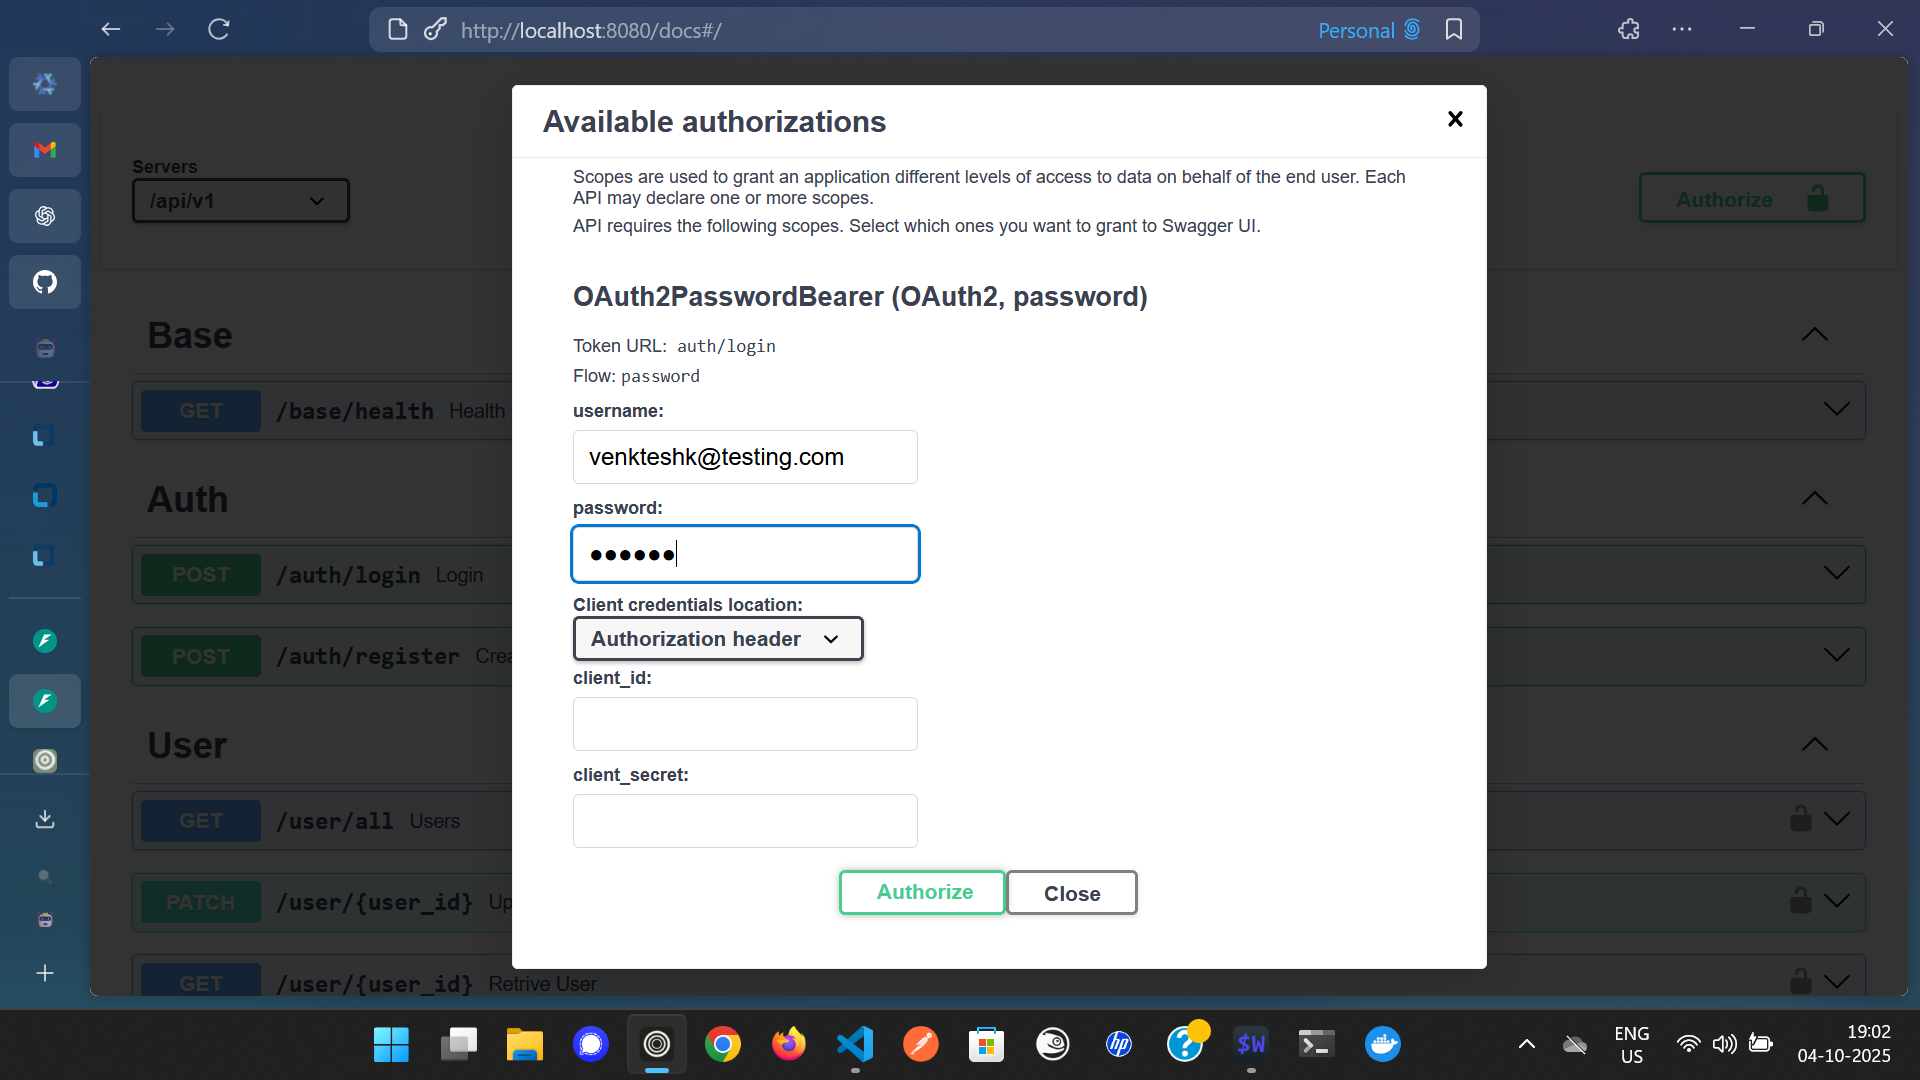 http://localhost:8080/docs#/
Personal
Servers
/api/v1
Authorize
Base
GET /base/health Health
Auth
POST /auth/login Login
POST /auth/register Crea
User
GET /user/all Users
PATCH /user/{user_id} Up
GET /user/{user_id} Retrive User
Available authorizations
Scopes are used to grant an application different levels of access to data on behalf of the end user. Each
API may declare one or more scopes.
API requires the following scopes. Select which ones you want to grant to Swagger UI.
OAuth2PasswordBearer (OAuth2, password)
Token URL: auth/login
Flow: password
username:
venkteshk@testing.com
password:
●●●●●●
Client credentials location:
Authorization header
client_id:
client_secret:
Authorize
Close
hp
$W
ENG
US
19:02
04-10-2025